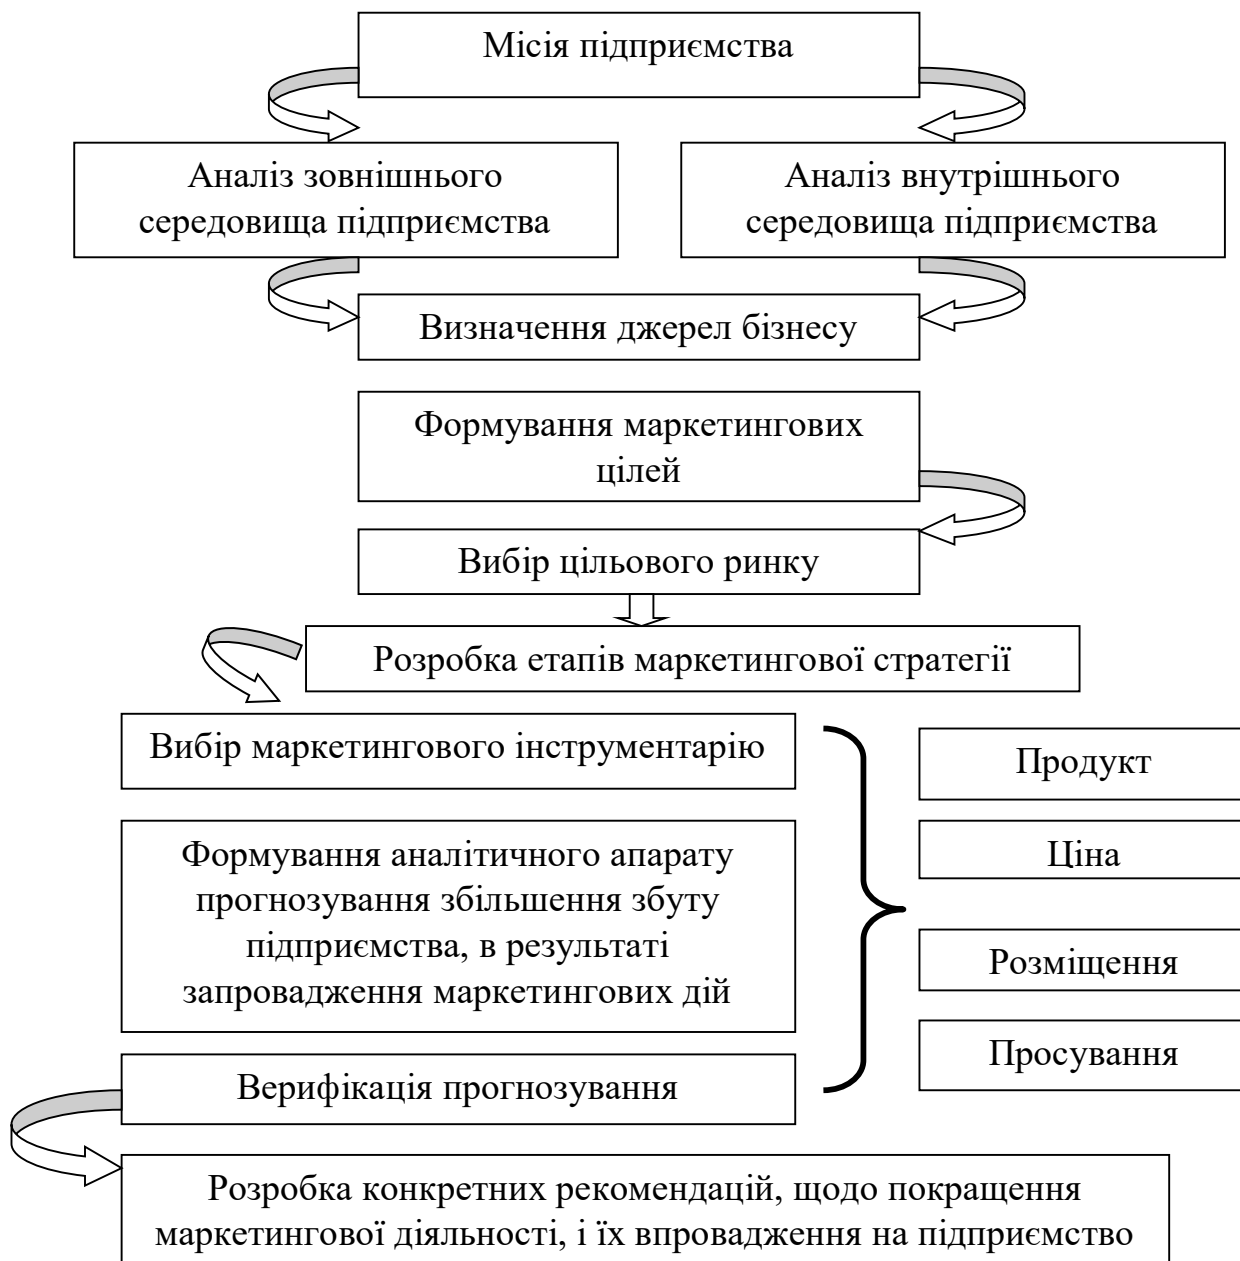 Місія підприємства
Аналіз зовнішнього
середовища підприємства
Аналіз внутрішнього
середовища підприємства
Визначення джерел бізнесу
Формування маркетингових
цілей
Вибір цільового ринку
Розробка етапів маркетингової стратегії
Вибір маркетингового інструментарію
Формування аналітичного апарату
прогнозування збільшення збуту
підприємства, в результаті
запровадження маркетингових дій
Верифікація прогнозування
Продукт
Ціна
Розміщення
Просування
Розробка конкретних рекомендацій, щодо покращення
маркетингової діяльності, і їх впровадження на підприємство